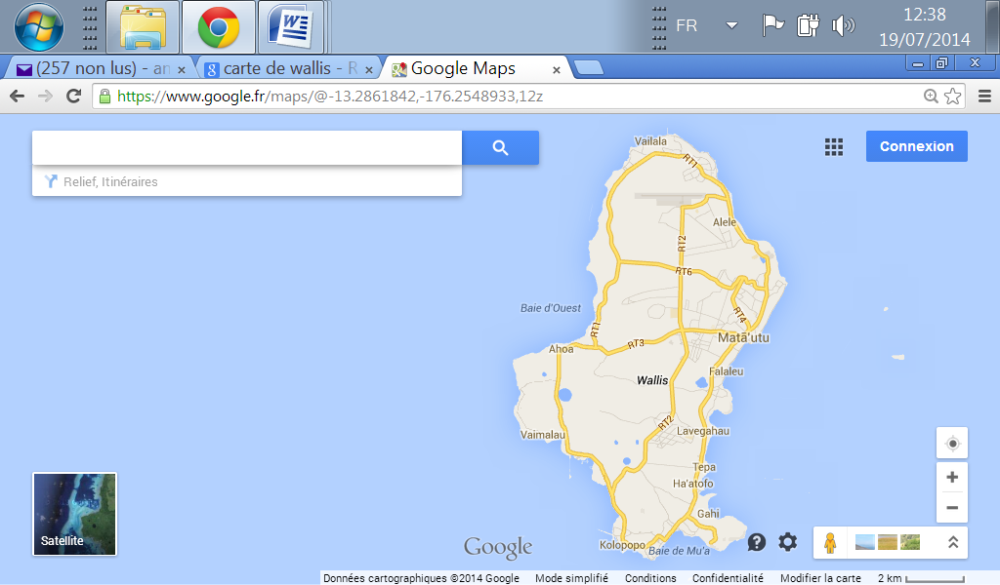 FR
12:38
19/07/2014
(257 non lus) - an
carte de wallis - R
Google Maps
https://www.google.fr/maps/@-13.2861842,-176.2548933,12z
Connexion
Relief, Itinéraires
Vailala
RT1
Alele
RT2
RT6
Baie d'Ouest
RT1
RT4
Matā'utu
RT3
Ahoa
Falaleu
Wallis
RT2
Lavegahau
Vaimalau
Tepa
Ha'atofo
Gahi
Satellite
Google
Kolopopo
Baie de Mu'a
Données cartographiques ©2014 Google Mode simplifié Conditions Confidentialité Modifier la carte 2 km